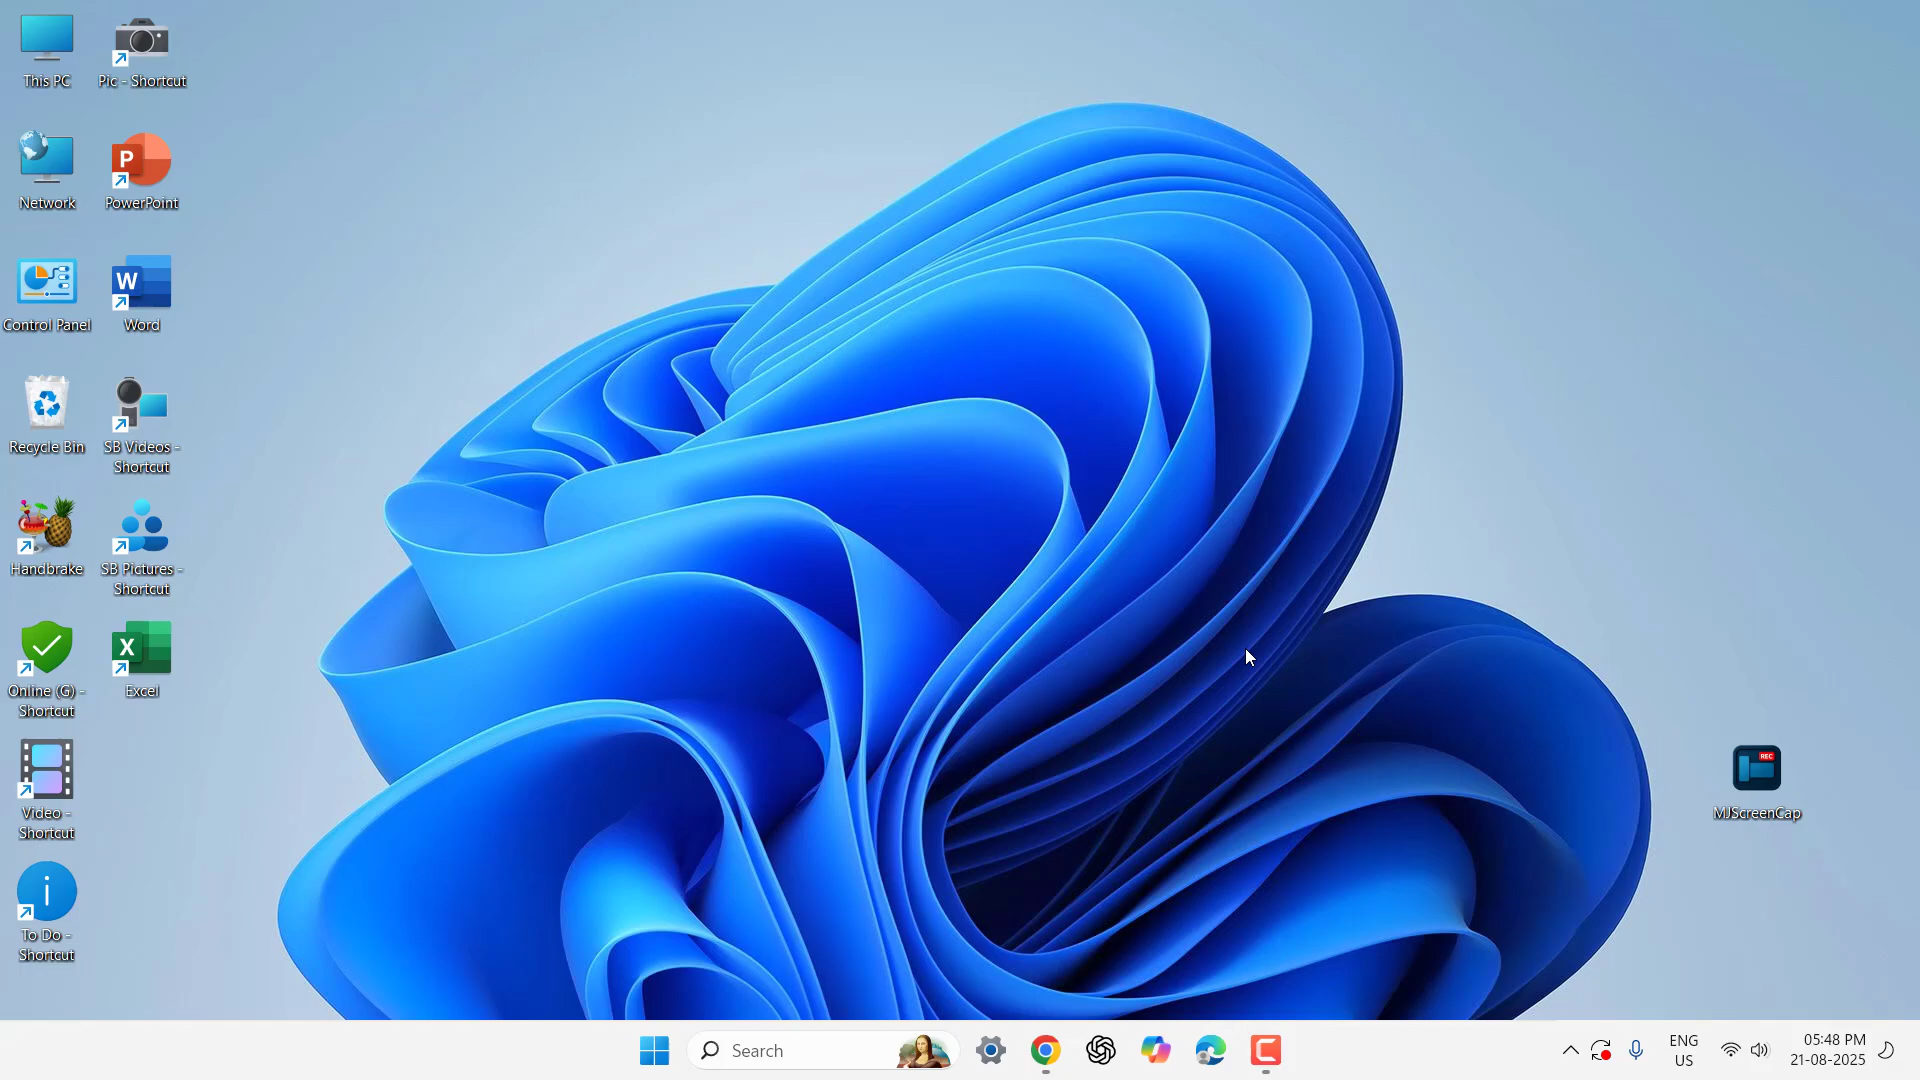 This PC
Pic - Shortcut
Network
PowerPoint
P
Control Panel
Word
W
Recycle Bin
SB Videos -
Shortcut
Handbrake
SB Pictures -
Shortcut
Online (G) -
Shortcut
Excel
X
Video -
Shortcut
To Do -
Shortcut
REC
MJScreenCap
Search
ENG
US
05:48 PM
21-08-2025